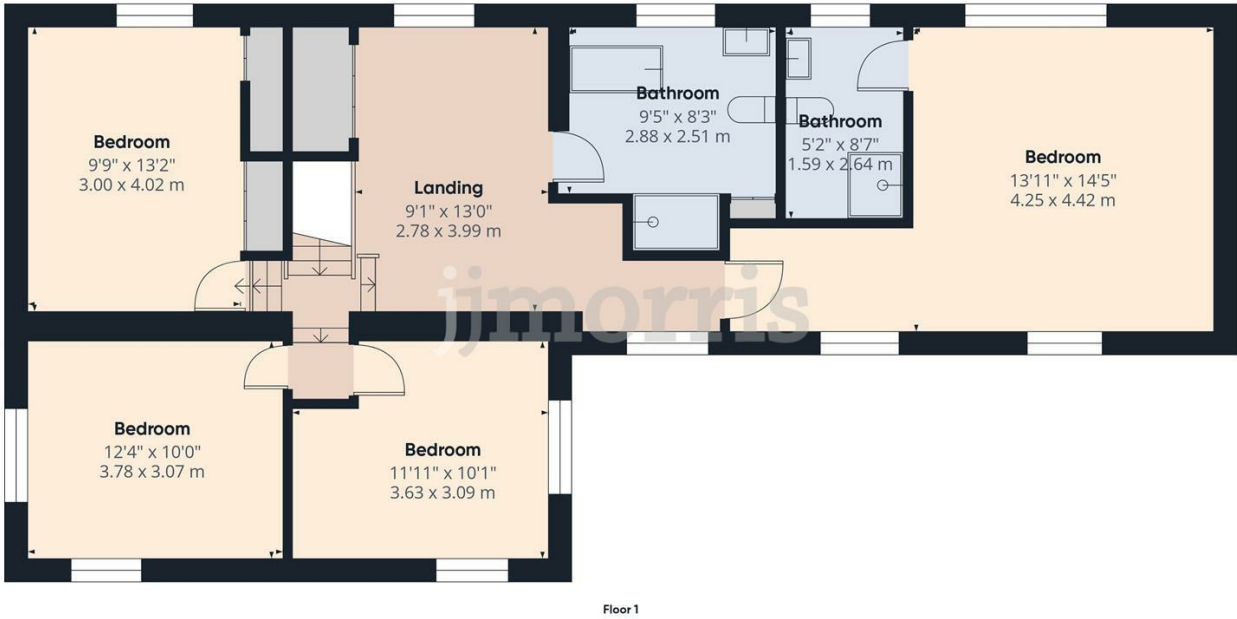 Bedroom
9'9" x 13'2"
3.00 x 4.02 m
Landing
9'1" x 13'0"
2.78 x 3.99 m
Bathroom
9'5" x 8'3"
2.88 x 2.51 m
Bathroom
5'2" x 8'7"
1.59 x 2.64 m
Bedroom
13'11" x 14'5"
4.25 x 4.42 m
jjmorris
Bedroom
12'4" x 10'0"
3.78 x 3.07 m
Bedroom
11'11" x 10'1"
3.63 x 3.09 m
Floor 1